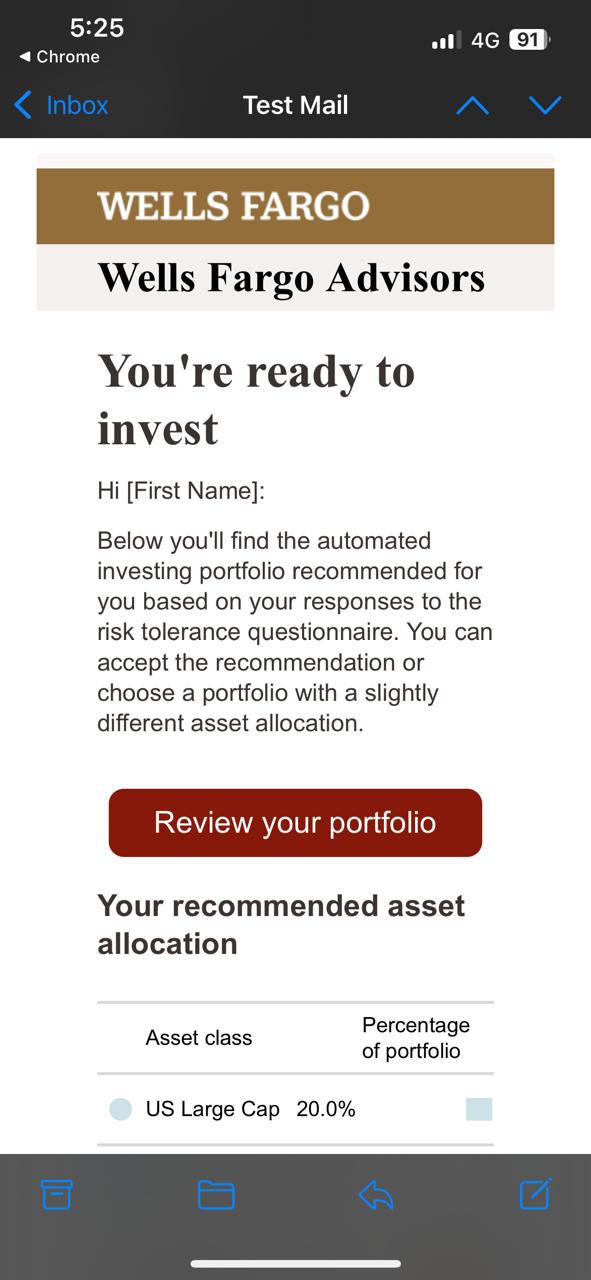 5:25
4G
91
◀ Chrome
Inbox
Test Mail
WELLS FARGO
Wells Fargo Advisors
You're ready to
invest
Hi [First Name]:
Below you'll find the automated
investing portfolio recommended for
you based on your responses to the
risk tolerance questionnaire. You can
accept the recommendation or
choose a portfolio with a slightly
different asset allocation.
Review your portfolio
Your recommended asset
allocation
Asset class
Percentage
of portfolio
US Large Cap 20.0%